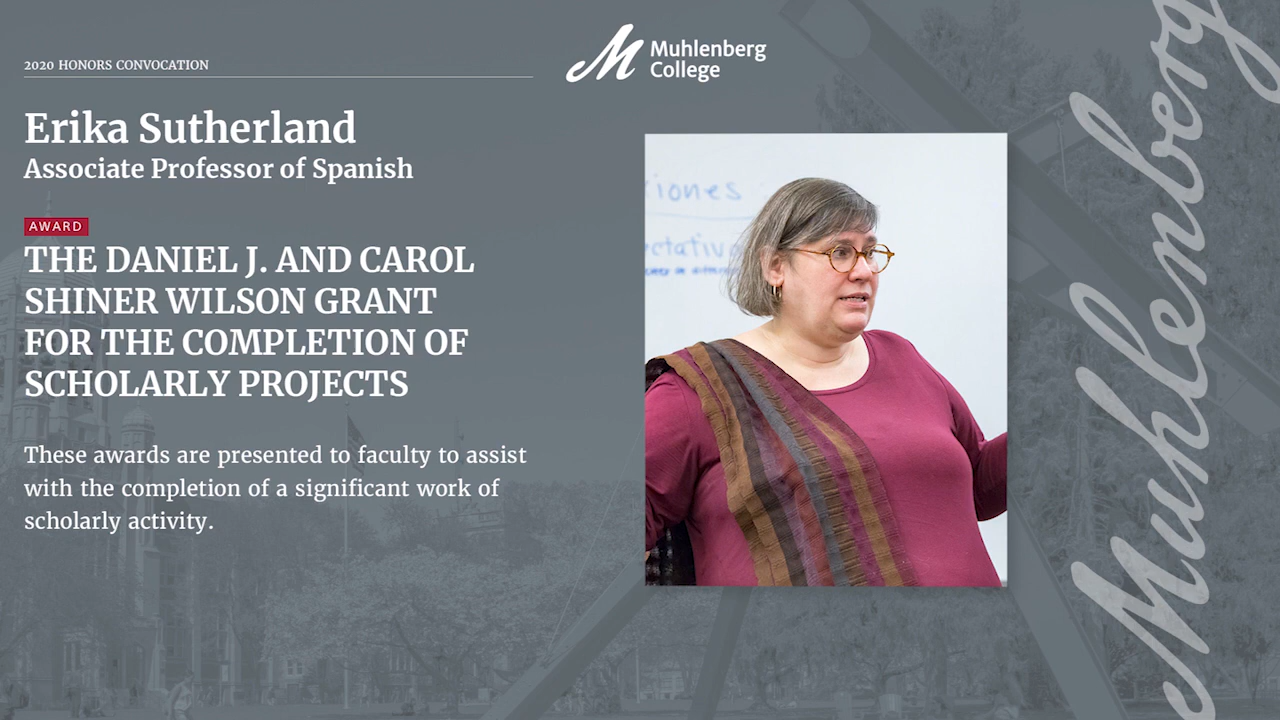 2020 HONORS CONVOCATION
Muhlenberg
College
Erika Sutherland
Associate Professor of Spanish
AWARD
THE DANIEL J. AND CAROL
SHINER WILSON GRANT
FOR THE COMPLETION OF
SCHOLARLY PROJECTS
These awards are presented to faculty to assist
with the completion of a significant work of
scholarly activity.
iones
ectativ
Muhlenberg